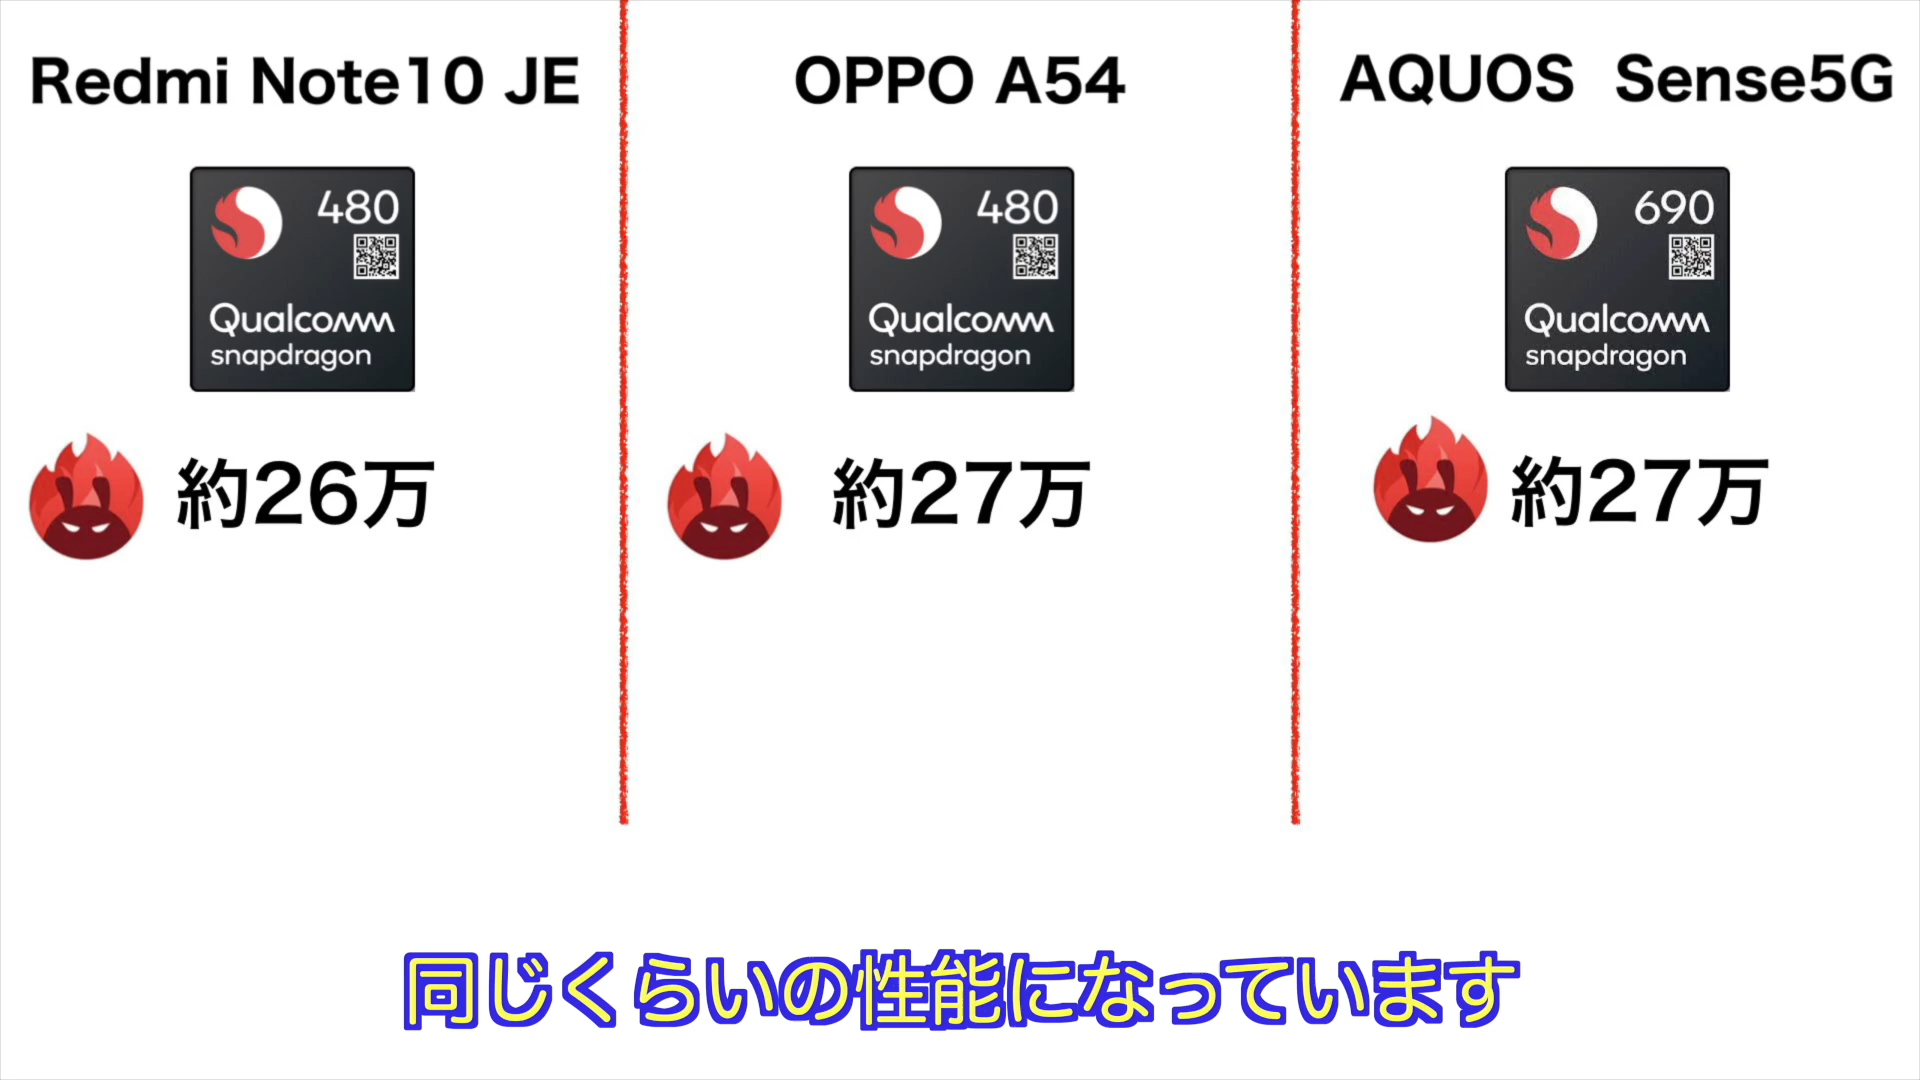 Redmi Note10 JE
480
Qualcomm
snapdragon
約26万
OPPO A54
480
Qualcomm
snapdragon
約27万
AQUOS Sense5G
690
Qualcomm
snapdragon
約27万
同じくらいの性能になっています